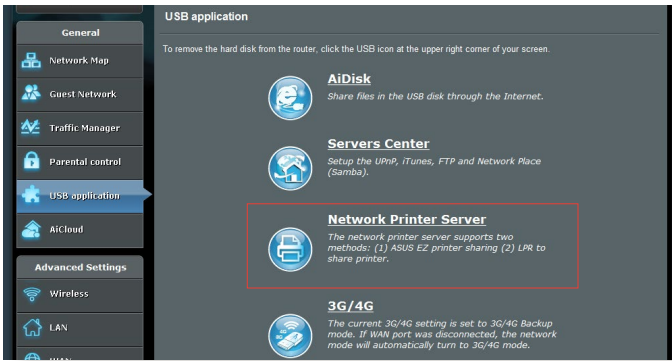 USB application
To remove the hard disk from the router, click the USB icon at the upper right corner of your screen.
General
Network Map
Guest Network
Traffic Manager
Parental control
USB application
AiCloud
Advanced Settings
Wireless
LAN
AiDisk
Share files in the USB disk through the Internet.
Servers Center
Setup the UPnP, iTunes, FTP and Network Place
(Samba).
Network Printer Server
The network printer server supports two
methods: (1) ASUS EZ printer sharing (2) LPR to
share printer.
3G/4G
The current 3G/4G setting is set to 3G/4G Backup
mode. If WAN port was disconnected, the network
mode will automatically turn to 3G/4G mode.